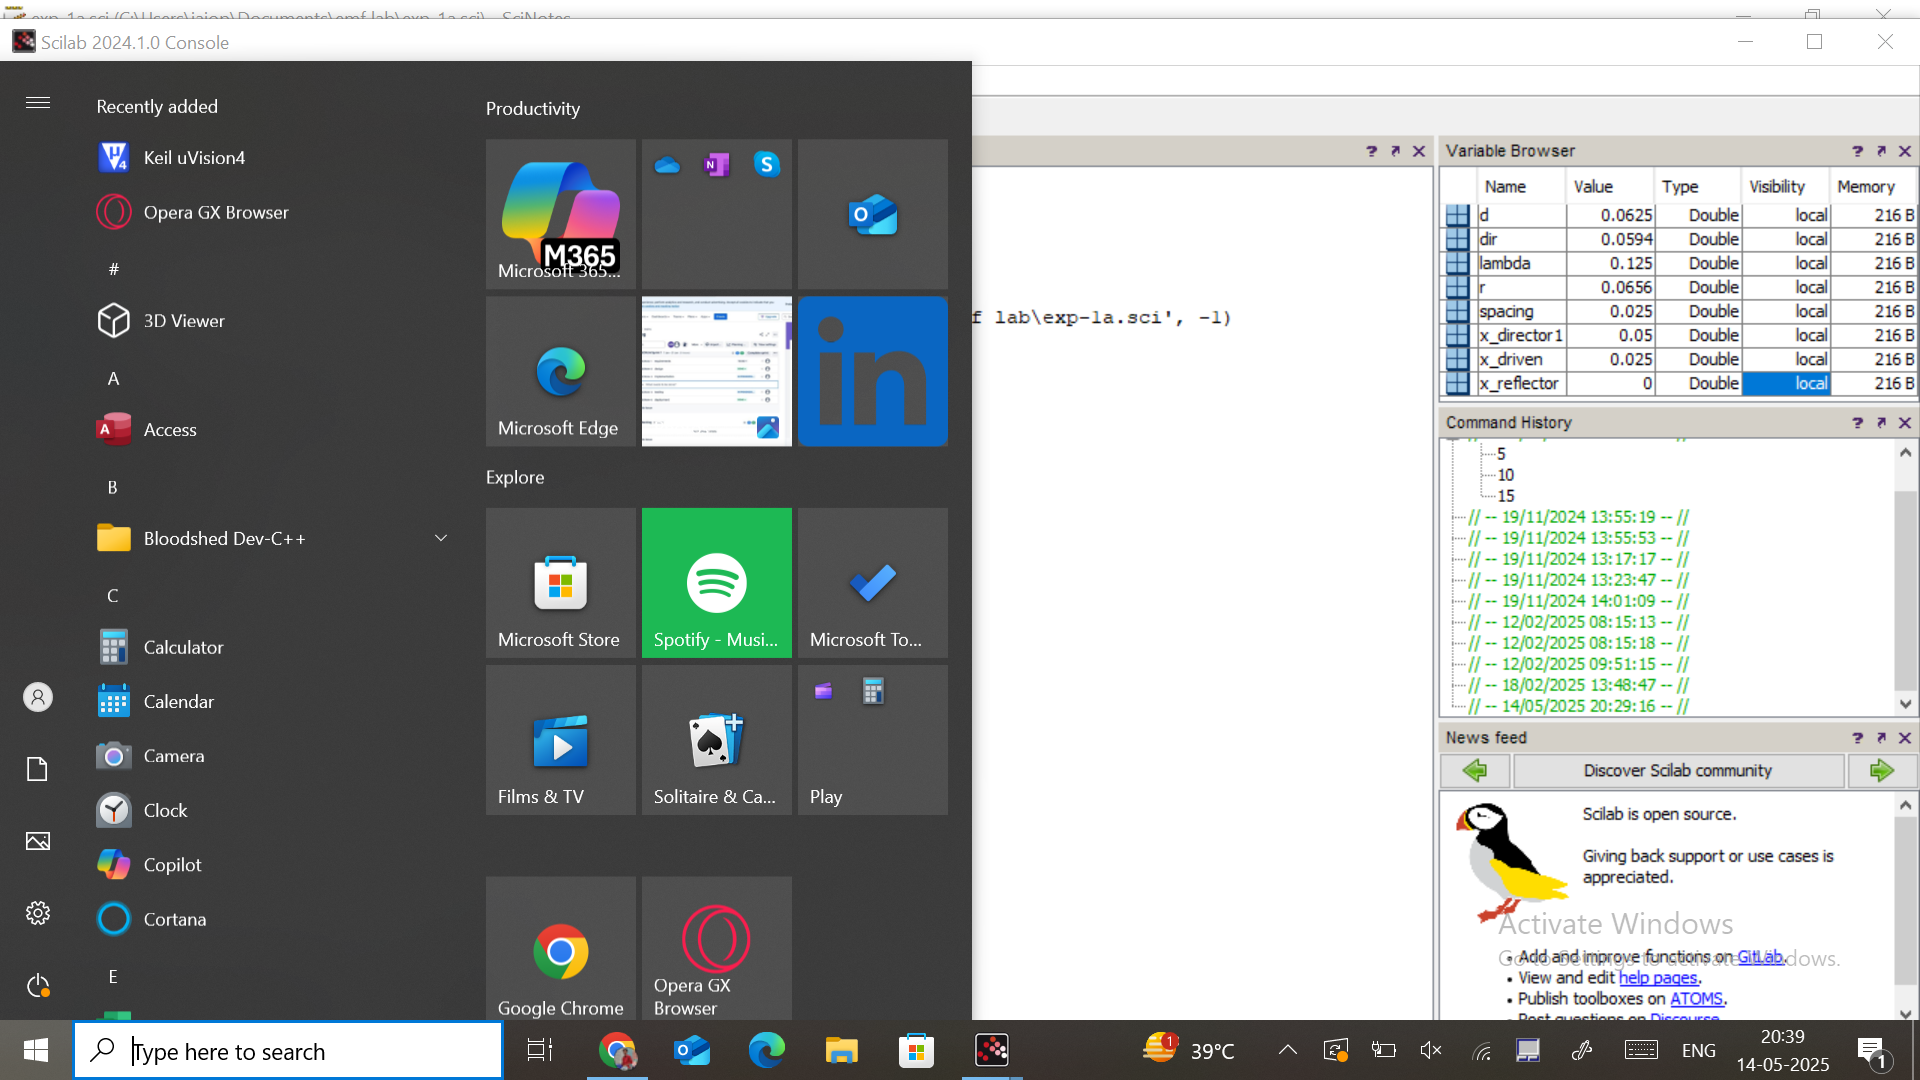 exp-1a.sci (C:\Users\jaion\Documents\emf lab\exp-1a.sci) - SciNotes
Scilab 2024.1.0 Console
Recently added
Keil uVision4
Opera GX Browser
#
3D Viewer
A
Access
B
Bloodshed Dev-C++
C
Calculator
Calendar
Camera
Clock
Copilot
Cortana
E
Productivity
M365
Microsoft 365...
Microsoft Edge
in
Explore
Microsoft Store
Spotify - Musi...
Microsoft To...
Films & TV
Solitaire & Ca...
Play
Google Chrome
Opera GX
Browser
f lab\exp-1a.sci', -1)
Variable Browser
Name Value Type Visibility Memory
d 0.0625 Double local 216 B
dir 0.0594 Double local 216 B
lambda 0.125 Double local 216 B
r 0.0656 Double local 216 B
spacing 0.025 Double local 216 B
x_director1 0.05 Double local 216 B
x_driven 0.025 Double local 216 B
x_reflector 0 Double local 216 B
Command History
5
10
15
// -- 19/11/2024 13:55:19 -- //
// -- 19/11/2024 13:55:53 -- //
// -- 19/11/2024 13:17:17 -- //
// -- 19/11/2024 13:23:47 -- //
// -- 19/11/2024 14:01:09 -- //
// -- 12/02/2025 08:15:13 -- //
// -- 12/02/2025 08:15:18 -- //
// -- 12/02/2025 09:51:15 -- //
// -- 18/02/2025 13:48:47 -- //
// -- 14/05/2025 20:29:16 -- //
News feed
Discover Scilab community
Scilab is open source.
Giving back support or use cases is
appreciated.
Activate Windows
Go to Settings to activate Windows.
• Add and improve functions on GitLab.
• View and edit help pages.
• Publish toolboxes on ATOMS.
• Post questions on Discourse
Type here to search
1
39°C
ENG
20:39
14-05-2025
1